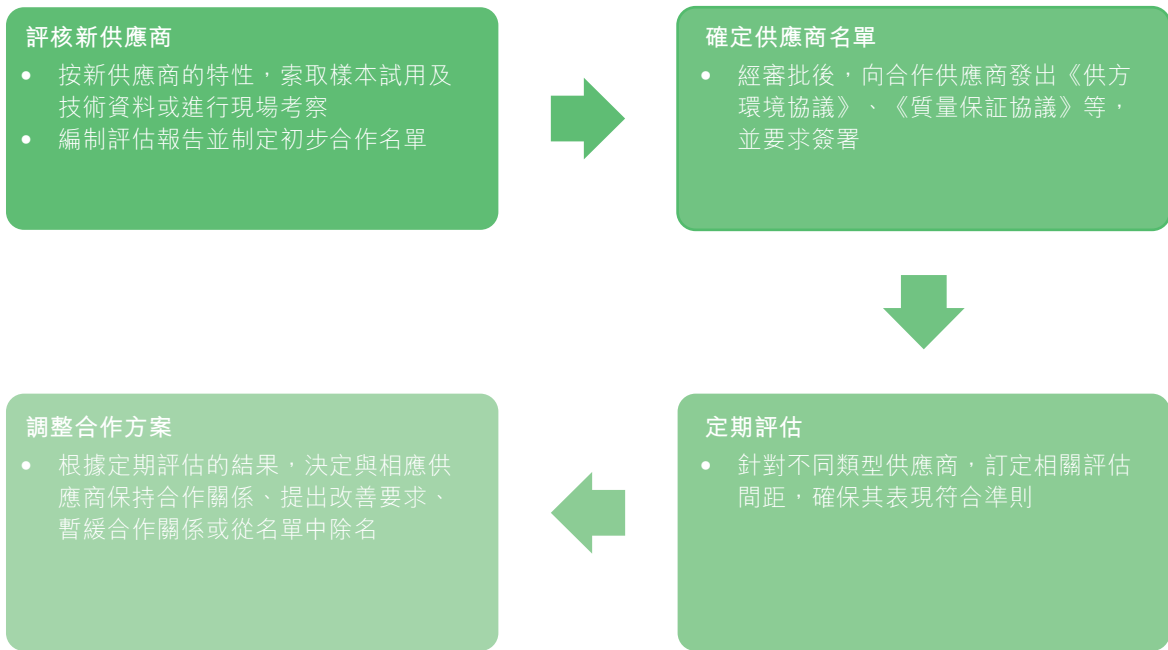 評核新供應商
• 按新供應商的特性，索取樣本試用及
技術資料或進行現場考察
• 編制評估報告並制定初步合作名單
確定供應商名單
• 經審批後，向合作供應商發出《供方
環境協議》、《質量保証協議》等，
並要求簽署
定期評估
• 針對不同類型供應商，訂定相關評估
間距，確保其表現符合準則
調整合作方案
• 根據定期評估的結果，決定與相應供
應商保持合作關係、提出改善要求、
暫緩合作關係或從名單中除名